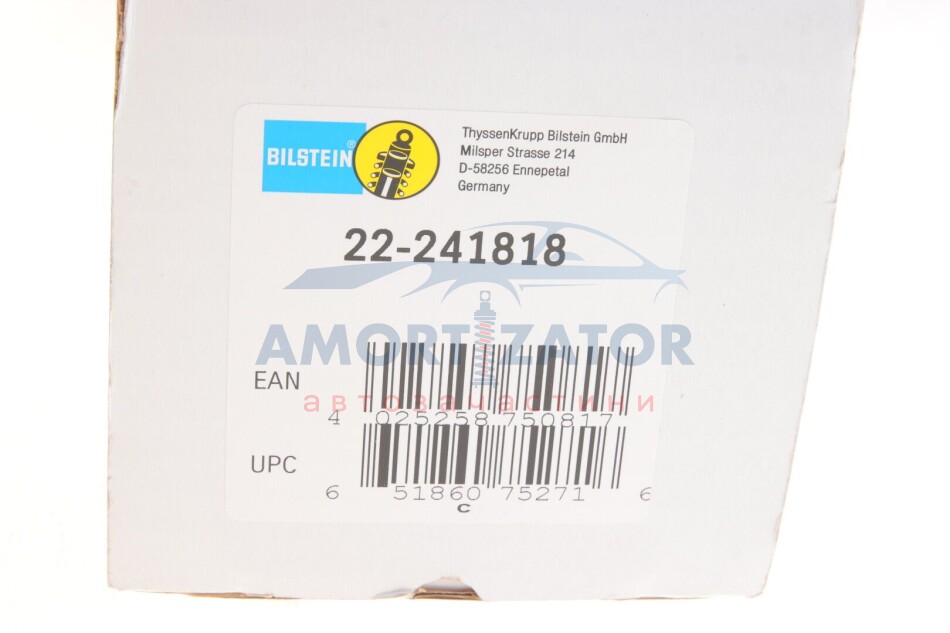 BILSTEIN®
ThyssenKrupp Bilstein GmbH
Milsper Strasse 214
D-58256 Ennepetal
Germany
22-241818
AMORTIZATOR
автозапчастини
EAN
4 025258 750817
UPC
6 51860 75271 6
C